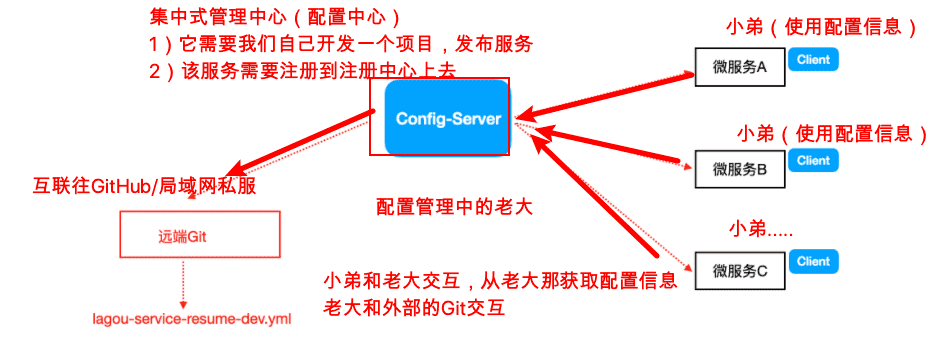 集中式管理中心（配置中心）
1）它需要我们自己开发一个项目，发布服务
2）该服务需要注册到注册中心上去
Config-Server
小弟（使用配置信息）
微服务A
Client
小弟（使用配置信息）
微服务B
Client
互联往GitHub/局域网私服
配置管理中的老大
远端Git
小弟.....
微服务C
Client
小弟和老大交互，从老大那获取配置信息
老大和外部的Git交互
lagou-service-resume-dev.yml